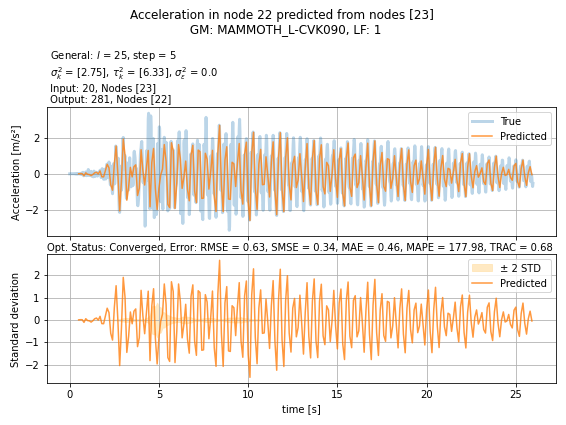 Acceleration in node 22 predicted from nodes [23]
GM: MAMMOTH_L-CVK090, LF: 1
General: l = 25, step = 5
σ²ₖ = [2.75], τ²ₖ = [6.33], σ²ε = 0.0
Input: 20, Nodes [23]
Output: 281, Nodes [22]
Acceleration [m/s²]
2
0
−2
True
Predicted
Opt. Status: Converged, Error: RMSE = 0.63, SMSE = 0.34, MAE = 0.46, MAPE = 177.98, TRAC = 0.68
Standard deviation
2
1
0
−1
−2
± 2 STD
Predicted
0 5 10 15 20 25
time [s]